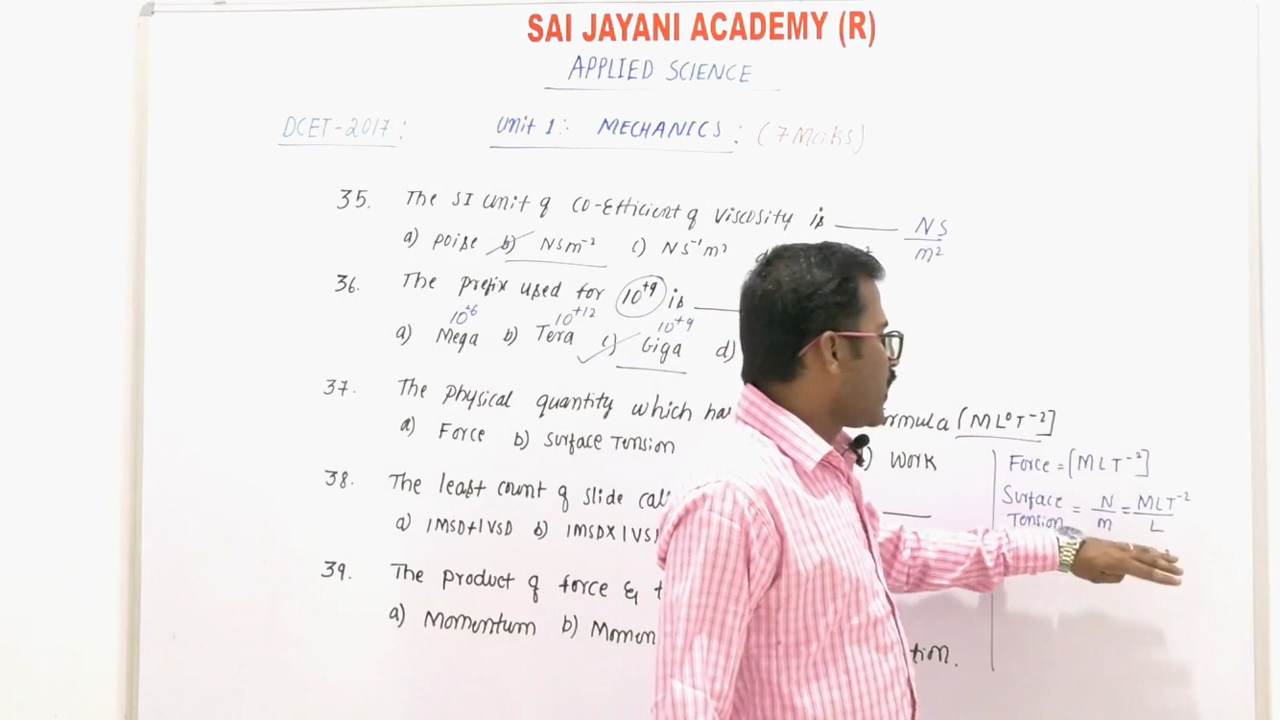 SAI JAYANI ACADEMY (R)
APPLIED SCIENCE
DCET-2017: Unit 1:- MECHANICS: (7 Marks)
35. The SI unit of CO-Efficient of Viscosity is ____ NS/m²
a) poise b) NSm⁻² c) NS⁻¹m²
36. The prefix used for 10⁺⁹ is ____
10⁺⁶ 10⁺¹² 10⁺⁹
a) Mega b) Tera c) Giga d)
37. The physical quantity which has formula [ML⁰T⁻²]
a) Force b) Surface Tension WORK
Force = [MLT⁻²]
Surface Tension = N/m = MLT⁻²/L
38. The least count of slide ____
a) 1MSD+1VSD b) 1MSDX1VSD
39. The product of force &
a) Momentum b)